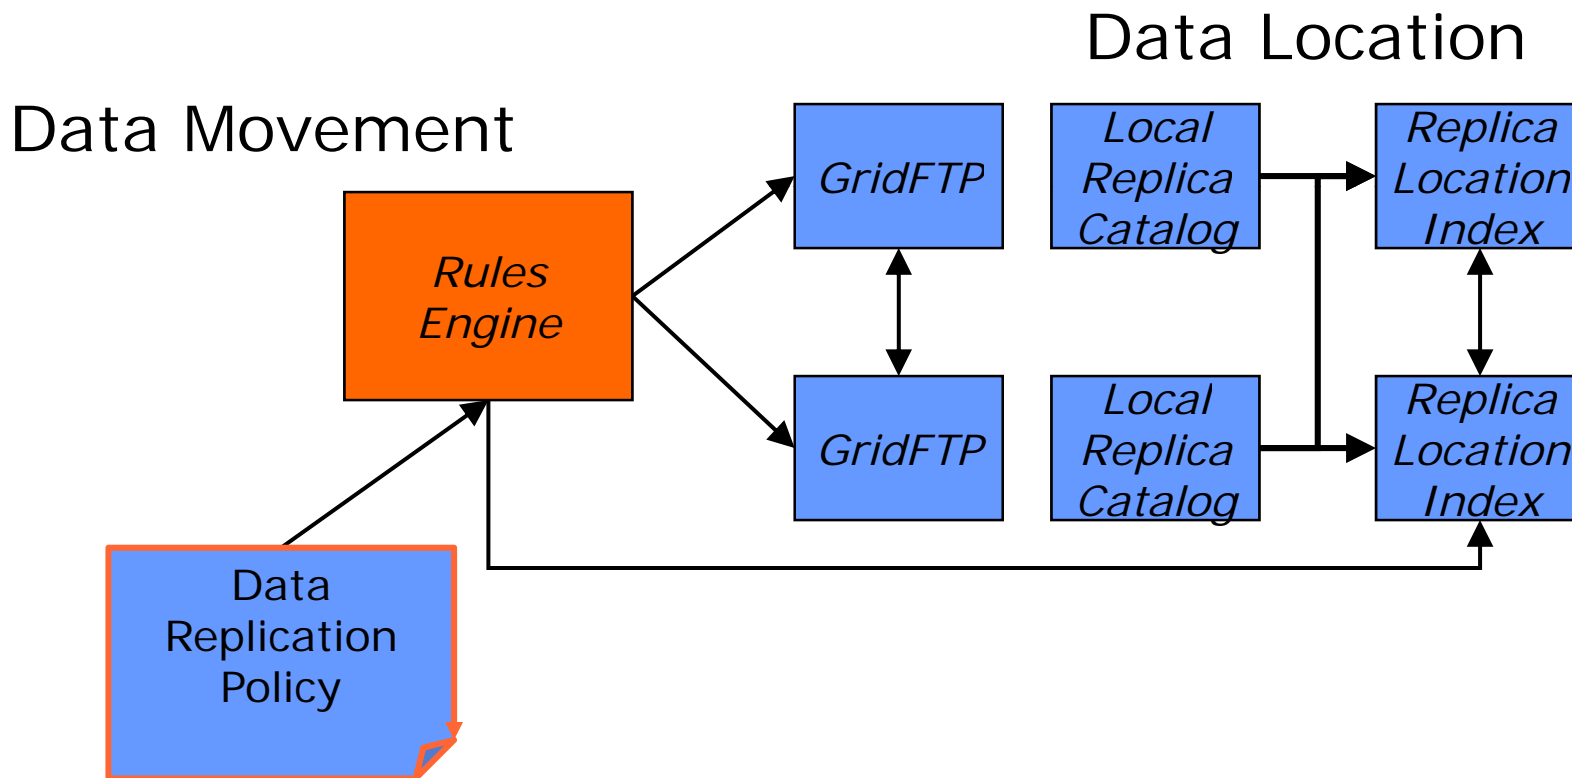 Data Location
Data Movement
Local
Replica
Catalog
Replica
Location
Index
GridFTP
Rules
Engine
GridFTP
Local
Replica
Catalog
Replica
Location
Index
Data
Replication
Policy